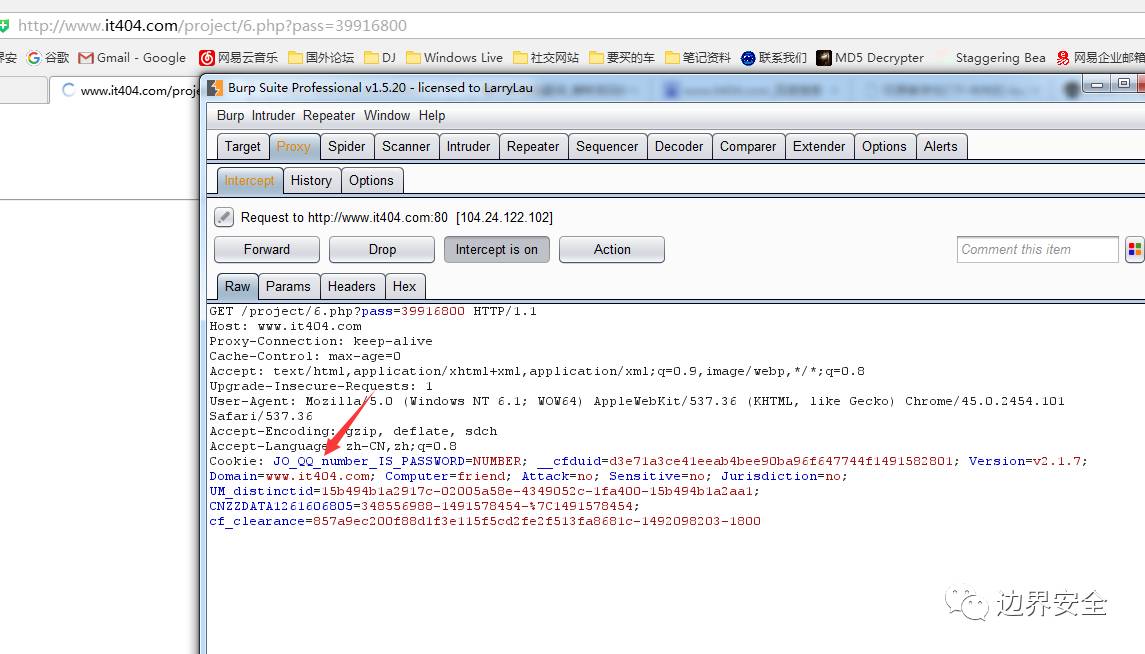 http://www.it404.com/project/6.php?pass=39916800
界安 谷歌 Gmail - Google 网易云音乐 国外论坛 DJ Windows Live 社交网站 要买的车 笔记资料 联系我们 MD5 Decrypter Staggering Bea 网易企业邮箱
www.it404.com/proje
Burp Suite Professional v1.5.20 - licensed to LarryLau
Burp Intruder Repeater Window Help
Target Proxy Spider Scanner Intruder Repeater Sequencer Decoder Comparer Extender Options Alerts
Intercept History Options
Request to http://www.it404.com:80 [104.24.122.102]
Forward Drop Intercept is on Action Comment this item
Raw Params Headers Hex
GET /project/6.php?pass=39916800 HTTP/1.1
Host: www.it404.com
Proxy-Connection: keep-alive
Cache-Control: max-age=0
Accept: text/html,application/xhtml+xml,application/xml;q=0.9,image/webp,*/*;q=0.8
Upgrade-Insecure-Requests: 1
User-Agent: Mozilla/5.0 (Windows NT 6.1; WOW64) AppleWebKit/537.36 (KHTML, like Gecko) Chrome/45.0.2454.101
Safari/537.36
Accept-Encoding: gzip, deflate, sdch
Accept-Language: zh-CN,zh;q=0.8
Cookie: JO_QQ_number_IS_PASSWORD=NUMBER; __cfduid=d3e71a3ce41eeab4bee90ba96f647744f1491582801; Version=v2.1.7;
Domain=www.it404.com; Computer=friend; Attack=no; Sensitive=no; Jurisdiction=no;
UM_distinctid=15b494b1a2917c-02005a58e-4349052c-1fa400-15b494b1a2aa1;
CNZZDATA1261606805=348556988-1491578454-%7C1491578454;
cf_clearance=857a9ec200f88d1f3e115f5cd2fe2f513fa8681c-1492098203-1800
边界安全